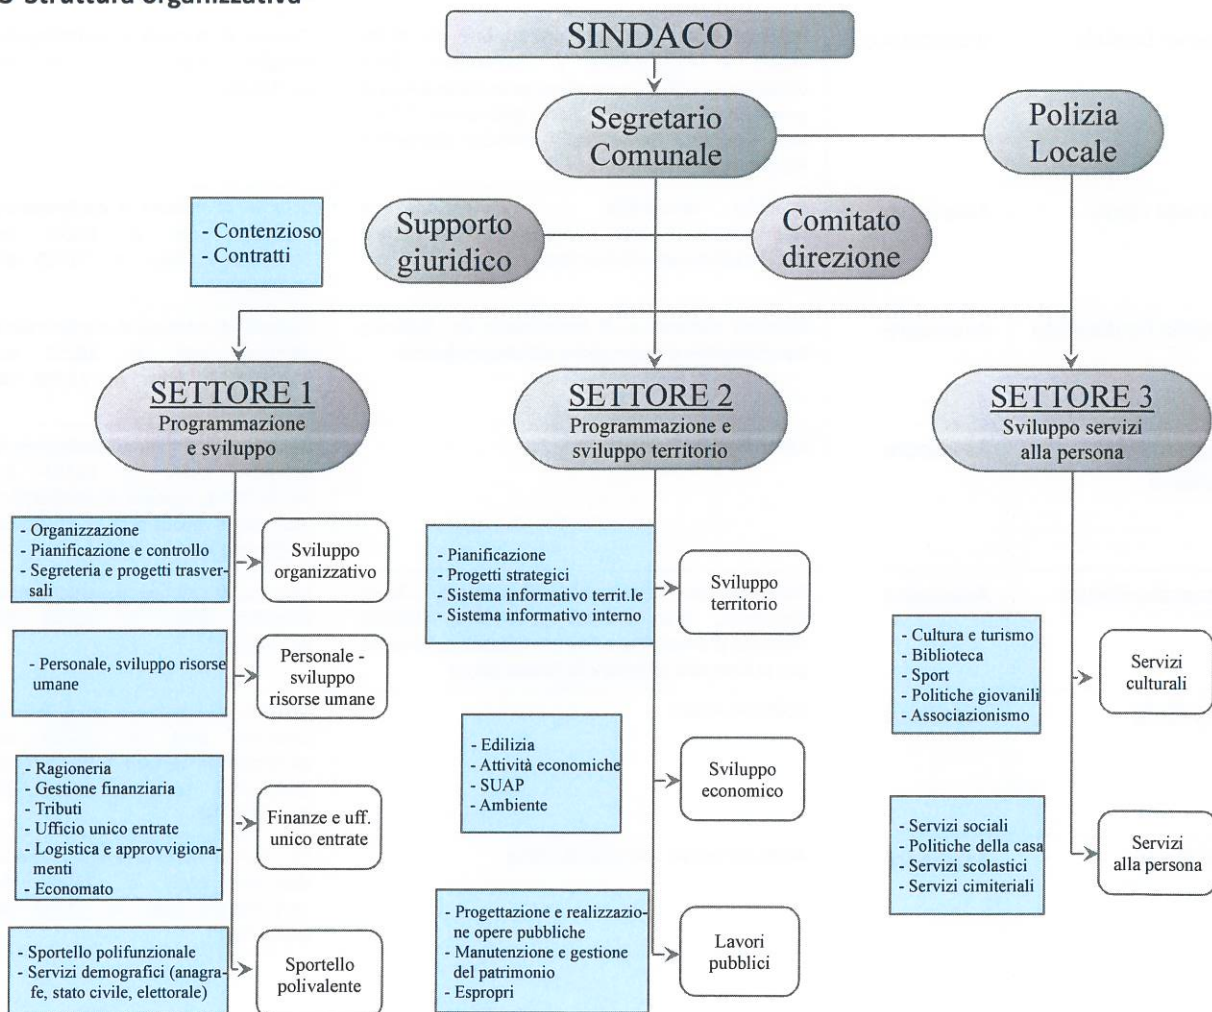 Struttura organizzativa
SINDACO
Segretario
Comunale
Polizia
Locale
- Contenzioso
- Contratti
Supporto
giuridico
Comitato
direzione
SETTORE 1
Programmazione
e sviluppo
SETTORE 2
Programmazione e
sviluppo territorio
SETTORE 3
Sviluppo servizi
alla persona
- Organizzazione
- Pianificazione e controllo
- Segreteria e progetti trasver-
sali
Sviluppo
organizzativo
- Personale, sviluppo risorse
umane
Personale -
sviluppo
risorse umane
- Ragioneria
- Gestione finanziaria
- Tributi
- Ufficio unico entrate
- Logistica e approvvigiona-
menti
- Economato
Finanze e uff.
unico entrate
- Sportello polifunzionale
- Servizi demografici (anagra-
fe, stato civile, elettorale)
Sportello
polivalente
- Pianificazione
- Progetti strategici
- Sistema informativo territ.le
- Sistema informativo interno
Sviluppo
territorio
- Edilizia
- Attività economiche
- SUAP
- Ambiente
Sviluppo
economico
- Progettazione e realizzazio-
ne opere pubbliche
- Manutenzione e gestione
del patrimonio
- Espropri
Lavori
pubblici
- Cultura e turismo
- Biblioteca
- Sport
- Politiche giovanili
- Associazionismo
Servizi
culturali
- Servizi sociali
- Politiche della casa
- Servizi scolastici
- Servizi cimiteriali
Servizi
alla persona